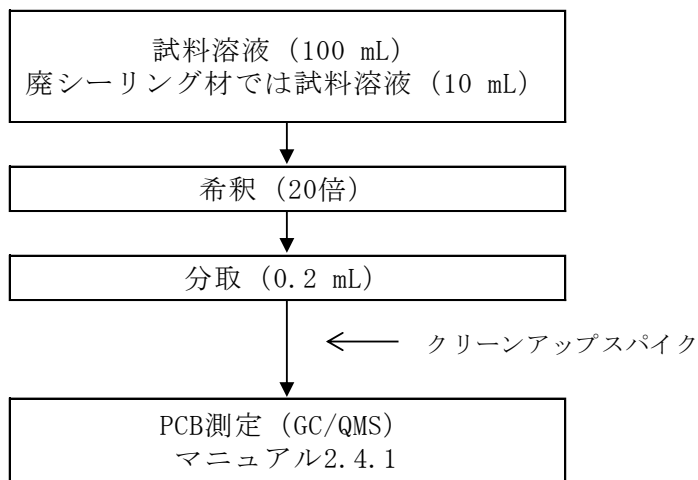 試料溶液（100 mL）
廃シーリング材では試料溶液（10 mL）
希釈（20倍）
分取（0.2 mL）
クリーンアップスパイク
PCB測定（GC/QMS）
マニュアル2.4.1